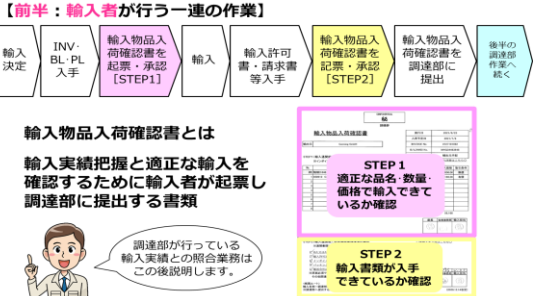 【前半：輸入者が行う一連の作業】
輸入
決定
INV・
BL・PL
入手
輸入物品入
荷確認書を
起票・承認
[STEP1]
輸入
輸入許可
書・請求書
等入手
輸入物品入
荷確認書を
記票・承認
[STEP2]
輸入物品入
荷確認書を
調達部に
提出
後半の
調達部
作業へ
続く
輸入物品入荷確認書とは
輸入実績把握と適正な輸入を
確認するために輸入者が起票し
調達部に提出する書類
調達部が行っている
輸入実績との照合業務は
この後説明します。
輸入物品入荷確認書
STEP１
適正な品名・数量・
価格で輸入できて
いるか確認
STEP２
輸入書類が入手
できているか確認